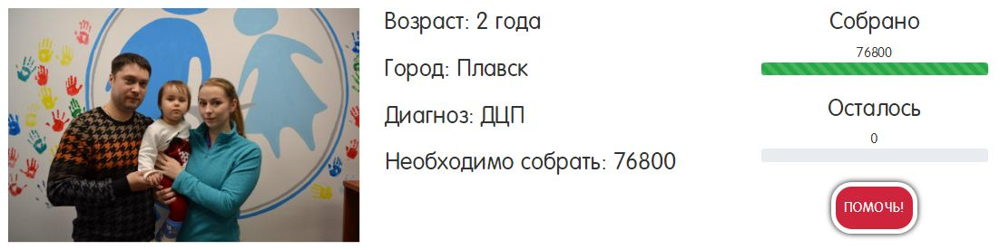 Возраст: 2 года
Город: Плавск
Диагноз: ДЦП
Необходимо собрать: 76800
Собрано
76800
Осталось
0
ПОМОЧЬ!